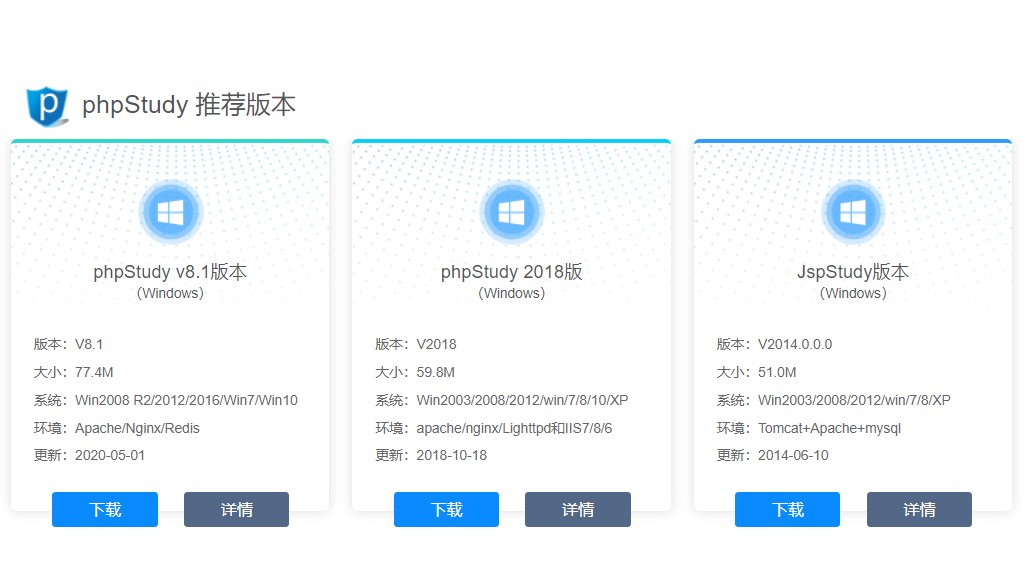 phpStudy 推荐版本
phpStudy v8.1版本
（Windows）
版本：V8.1
大小：77.4M
系统：Win2008 R2/2012/2016/Win7/Win10
环境：Apache/Nginx/Redis
更新：2020-05-01
下载
详情
phpStudy 2018版
（Windows）
版本：V2018
大小：59.8M
系统：Win2003/2008/2012/win/7/8/10/XP
环境：apache/nginx/Lighttpd和IIS7/8/6
更新：2018-10-18
下载
详情
JspStudy版本
（Windows）
版本：V2014.0.0.0
大小：51.0M
系统：Win2003/2008/2012/win/7/8/XP
环境：Tomcat+Apache+mysql
更新：2014-06-10
下载
详情